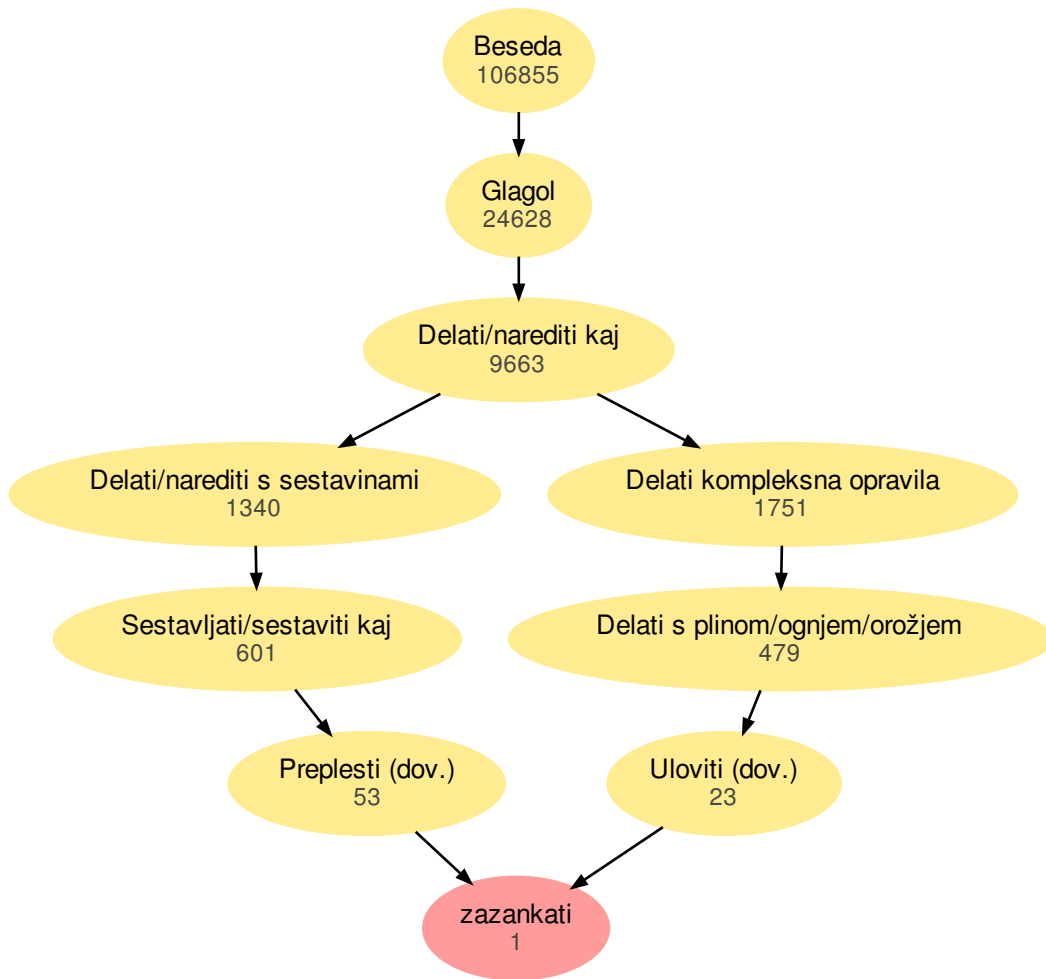 Beseda
106855
Glagol
24628
Delati/narediti kaj
9663
Delati/narediti s sestavinami
1340
Delati kompleksna opravila
1751
Sestavljati/sestaviti kaj
601
Delati s plinom/ognjem/orožjem
479
Preplesti (dov.)
53
Uloviti (dov.)
23
zazankati
1